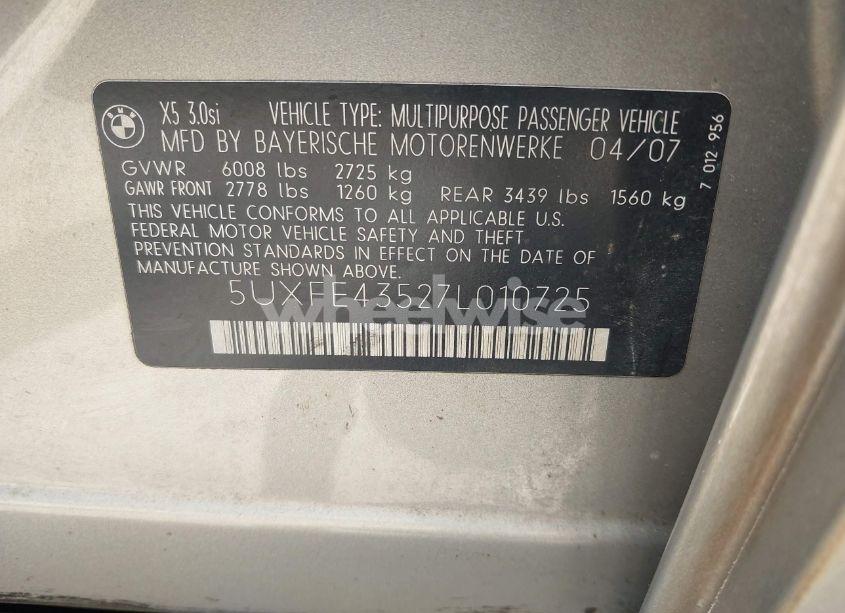 BMW
X5 3.0si VEHICLE TYPE: MULTIPURPOSE PASSENGER VEHICLE
MFD BY BAYERISCHE MOTORENWERKE 04/07
GVWR 6008 lbs 2725 kg
GAWR FRONT 2778 lbs 1260 kg REAR 3439 lbs 1560 kg
THIS VEHICLE CONFORMS TO ALL APPLICABLE U.S.
FEDERAL MOTOR VEHICLE SAFETY AND THEFT
PREVENTION STANDARDS IN EFFECT ON THE DATE OF
MANUFACTURE SHOWN ABOVE.
5UXFE43527L010725
7 012 956
wheelwise